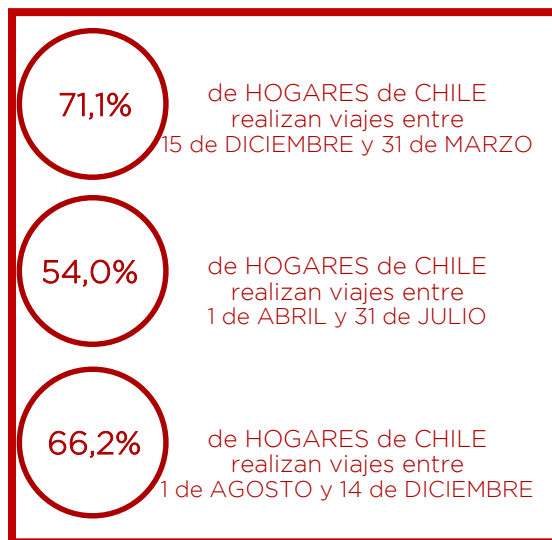 71,1%
de HOGARES de CHILE
realizan viajes entre
15 de DICIEMBRE y 31 de MARZO
54,0%
de HOGARES de CHILE
realizan viajes entre
1 de ABRIL y 31 de JULIO
66,2%
de HOGARES de CHILE
realizan viajes entre
1 de AGOSTO y 14 de DICIEMBRE